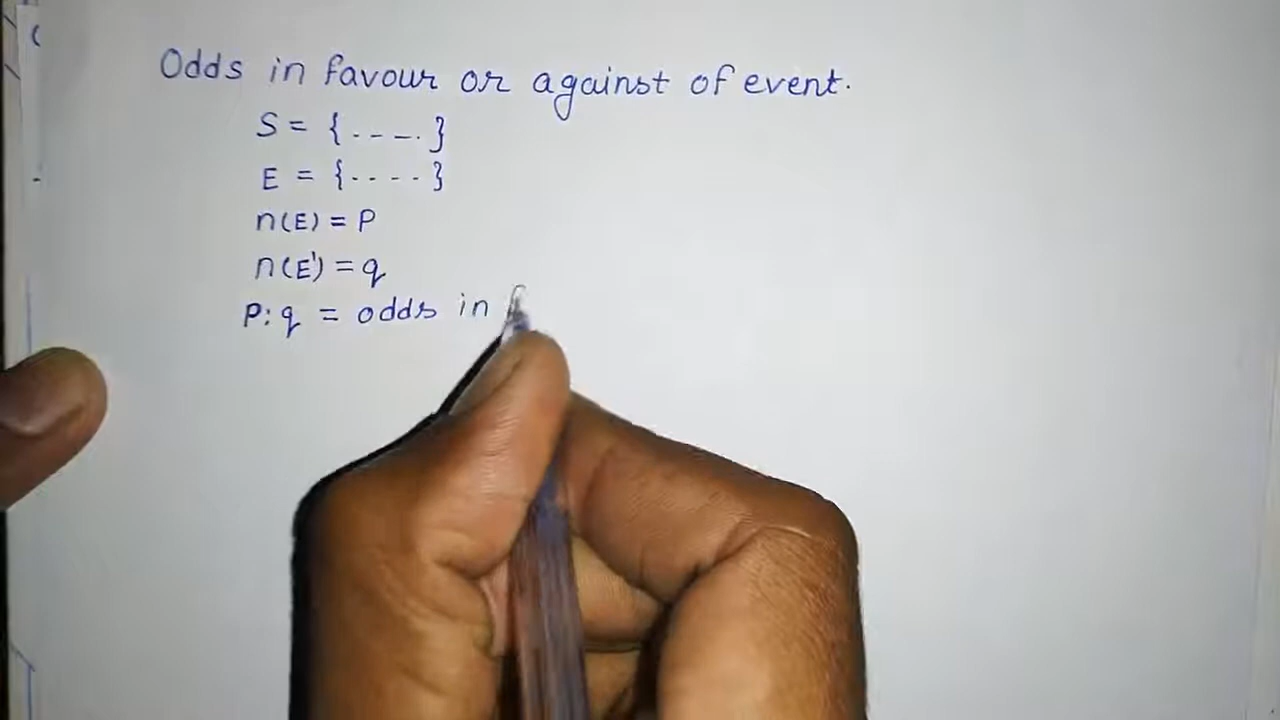 Odds in favour or against of event.
S = {- - - -}
E = {- - - -}
n(E) = P
n(E') = q
P:q = odds in